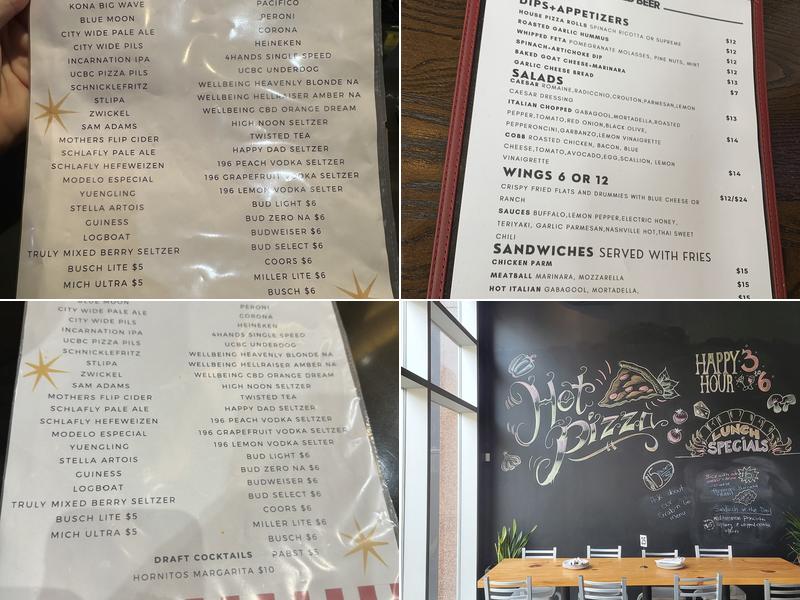 KONA BIG WAVE
BLUE MOON
CITY WIDE PALE ALE
CITY WIDE PILS
INCARNATION IPA
UCBC PIZZA PILS
SCHNICKLEFRITZ
STLIPA
ZWICKEL
SAM ADAMS
MOTHERS FLIP CIDER
SCHLAFLY PALE ALE
SCHLAFLY HEFEWEIZEN
MODELO ESPECIAL
YUENGLING
STELLA ARTOIS
GUINESS
LOGBOAT
TRULY MIXED BERRY SELTZER
BUSCH LITE $5
MICH ULTRA $5
PACIFICO
PERONI
CORONA
HEINEKEN
4HANDS SINGLE SPEED
UCBC UNDERDOG
WELLBEING HEAVENLY BLONDE NA
WELLBEING HELLRAISER AMBER NA
WELLBEING CBD ORANGE DREAM
HIGH NOON SELTZER
TWISTED TEA
HAPPY DAD SELTZER
196 PEACH VODKA SELTZER
196 GRAPEFRUIT VODKA SELTZER
196 LEMON VODKA SELTER
BUD LIGHT $6
BUD ZERO NA $6
BUDWEISER $6
BUD SELECT $6
COORS $6
MILLER LITE $6
BUSCH $6
BEER
DIPS+APPETIZERS
HOUSE PIZZA ROLLS SPINACH RICOTTA OR SUPREME $12
ROASTED GARLIC HUMMUS $12
WHIPPED FETA POMEGRANATE MOLASSES, PINE NUTS, MINT $12
SPINACH-ARTICHOKE DIP $12
BAKED GOAT CHEESE+MARINARA $13
GARLIC CHEESE BREAD $7
SALADS
CAESAR ROMAINE,RADICCHIO,CROUTON,PARMESAN,LEMON
CAESAR DRESSING $13
ITALIAN CHOPPED GABAGOOL,MORTADELLA,ROASTED
PEPPER,TOMATO,RED ONION,BLACK OLIVE,
PEPPERONCINI,GARBANZO,LEMON VINAIGRETTE $14
COBB ROASTED CHICKEN, BACON, BLUE
CHEESE,TOMATO,AVOCADO,EGG,SCALLION, LEMON
VINAIGRETTE $14
WINGS 6 OR 12
CRISPY FRIED FLATS AND DRUMMIES WITH BLUE CHEESE OR $12/$24
RANCH
SAUCES BUFFALO,LEMON PEPPER,ELECTRIC HONEY,
TERIYAKI, GARLIC PARMESAN,NASHVILLE HOT,THAI SWEET
CHILI
SANDWICHES SERVED WITH FRIES
CHICKEN PARM $15
MEATBALL MARINARA, MOZZARELLA $15
HOT ITALIAN GABAGOOL, MORTADELLA, $15
BLUE MOON
CITY WIDE PALE ALE
CITY WIDE PILS
INCARNATION IPA
UCBC PIZZA PILS
SCHNICKLEFRITZ
STLIPA
ZWICKEL
SAM ADAMS
MOTHERS FLIP CIDER
SCHLAFLY PALE ALE
SCHLAFLY HEFEWEIZEN
MODELO ESPECIAL
YUENGLING
STELLA ARTOIS
GUINESS
LOGBOAT
TRULY MIXED BERRY SELTZER
BUSCH LITE $5
MICH ULTRA $5
PERONI
CORONA
HEINEKEN
4HANDS SINGLE SPEED
UCBC UNDERDOG
WELLBEING HEAVENLY BLONDE NA
WELLBEING HELLRAISER AMBER NA
WELLBEING CBD ORANGE DREAM
HIGH NOON SELTZER
TWISTED TEA
HAPPY DAD SELTZER
196 PEACH VODKA SELTZER
196 GRAPEFRUIT VODKA SELTZER
196 LEMON VODKA SELTER
BUD LIGHT $6
BUD ZERO NA $6
BUDWEISER $6
BUD SELECT $6
COORS $6
MILLER LITE $6
BUSCH $6
PABST $5
DRAFT COCKTAILS
HORNITOS MARGARITA $10
Hot
Pizza
HAPPY
HOUR 3
6
LUNCH
SPECIALS
Ask about
our
menu
Sandwich of the Day